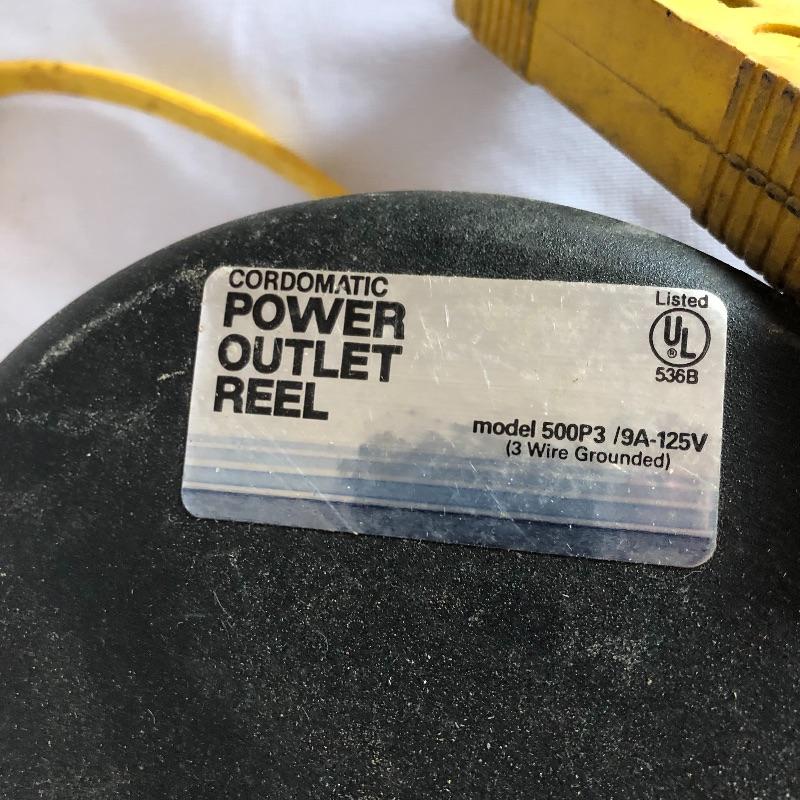 CORDOMATIC
POWER
OUTLET
REEL
Listed
UL
®
536B
model 500P3 /9A-125V
(3 Wire Grounded)